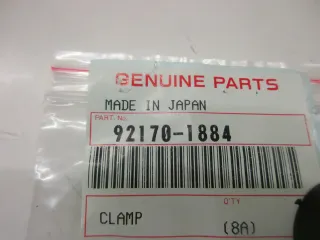 GENUINE PARTS
MADE IN JAPAN
PART No.
92170-1884
QTY
CLAMP
(8A)